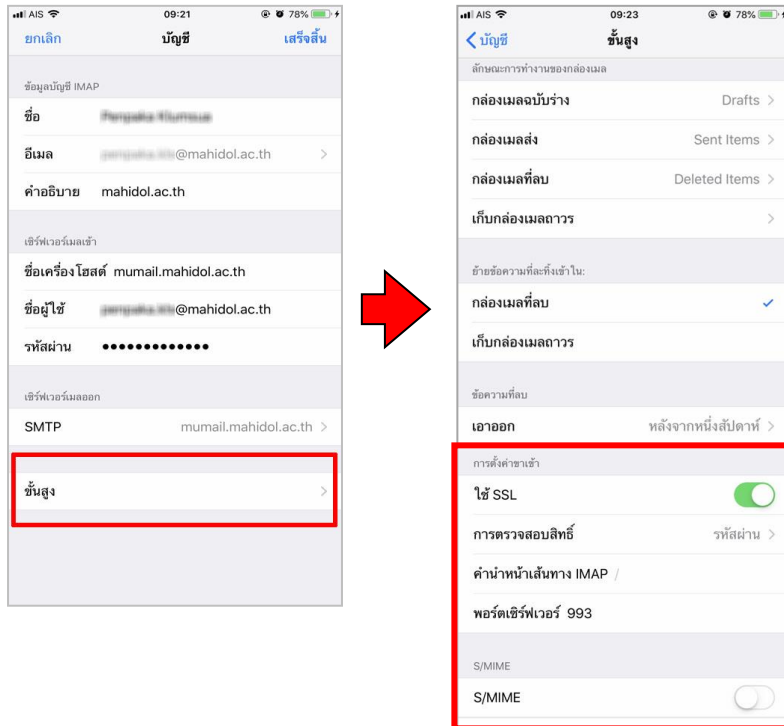 AIS 09:21 78%
ยกเลิก บัญชี เสร็จสิ้น
ข้อมูลบัญชี IMAP
ชื่อ
อีเมล @mahidol.ac.th
คำอธิบาย mahidol.ac.th
เซิร์ฟเวอร์เมลเข้า
ชื่อเครื่องโฮสต์ mumail.mahidol.ac.th
ชื่อผู้ใช้ @mahidol.ac.th
รหัสผ่าน ●●●●●●●●●●●●●
เซิร์ฟเวอร์เมลออก
SMTP mumail.mahidol.ac.th
ขั้นสูง
AIS 09:23 78%
บัญชี ขั้นสูง
ลักษณะการทำงานของกล่องเมล
กล่องเมลฉบับร่าง Drafts
กล่องเมลส่ง Sent Items
กล่องเมลที่ลบ Deleted Items
เก็บกล่องเมลถาวร
ย้ายข้อความที่ละทิ้งเข้าใน:
กล่องเมลที่ลบ
เก็บกล่องเมลถาวร
ข้อความที่ลบ
เอาออก หลังจากหนึ่งสัปดาห์
การตั้งค่าขาเข้า
ใช้ SSL
การตรวจสอบสิทธิ์ รหัสผ่าน
คำนำหน้าเส้นทาง IMAP /
พอร์ตเซิร์ฟเวอร์ 993
S/MIME
S/MIME